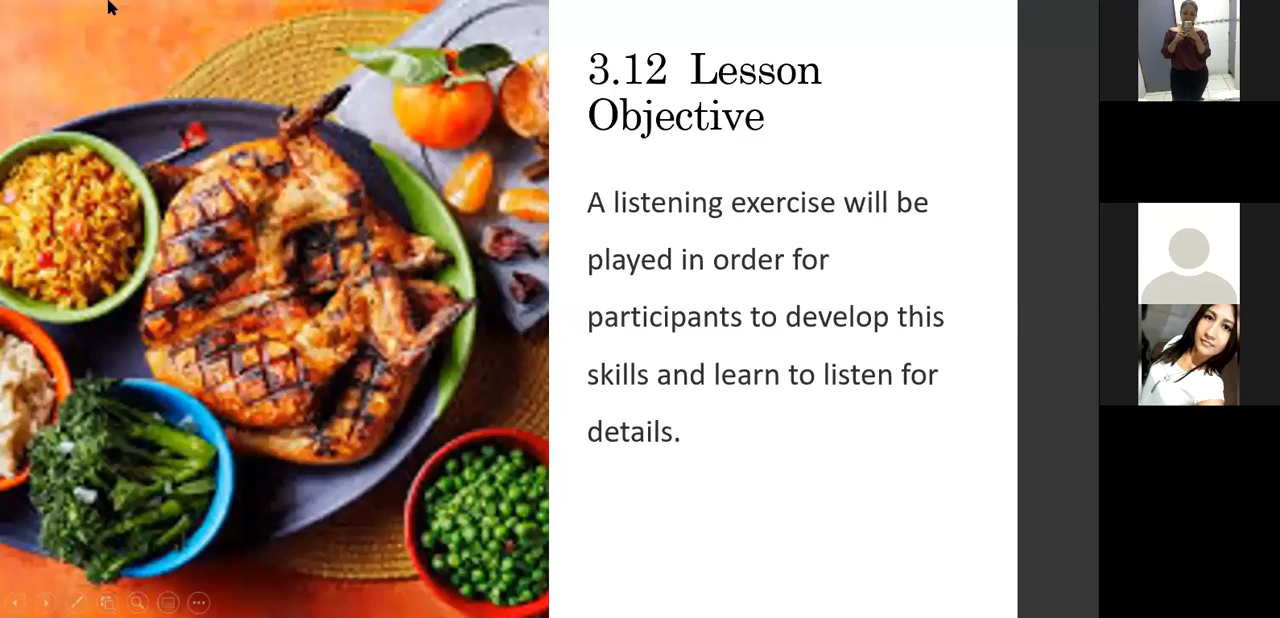 3.12 Lesson
Objective
A listening exercise will be
played in order for
participants to develop this
skills and learn to listen for
details.